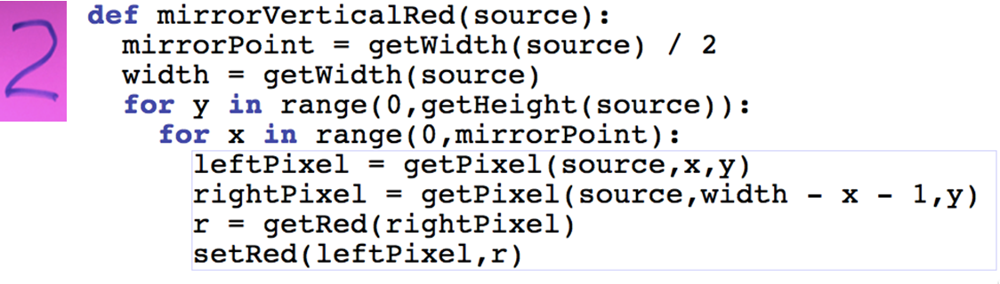 2
def mirrorVerticalRed(source):
  mirrorPoint = getWidth(source) / 2
  width = getWidth(source)
  for y in range(0,getHeight(source)):
    for x in range(0,mirrorPoint):
      leftPixel = getPixel(source,x,y)
      rightPixel = getPixel(source,width - x - 1,y)
      r = getRed(rightPixel)
      setRed(leftPixel,r)